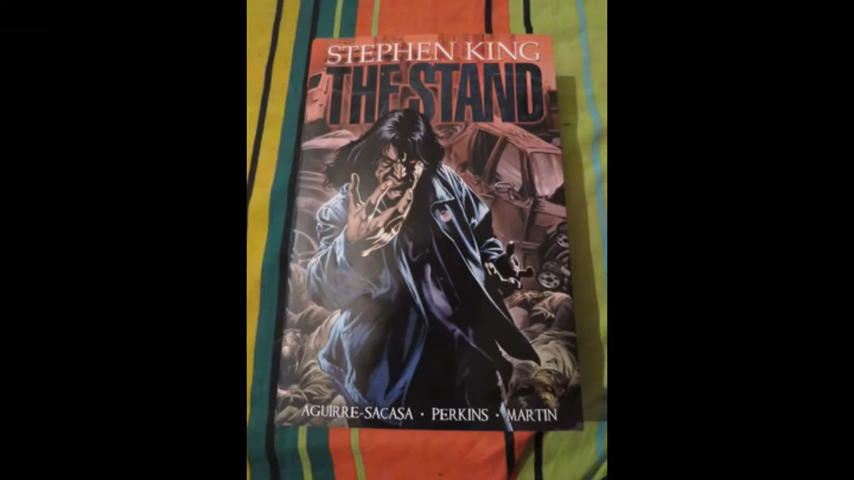 STEPHEN KING
THE STAND
AGUIRRE-SACASA · PERKINS · MARTIN